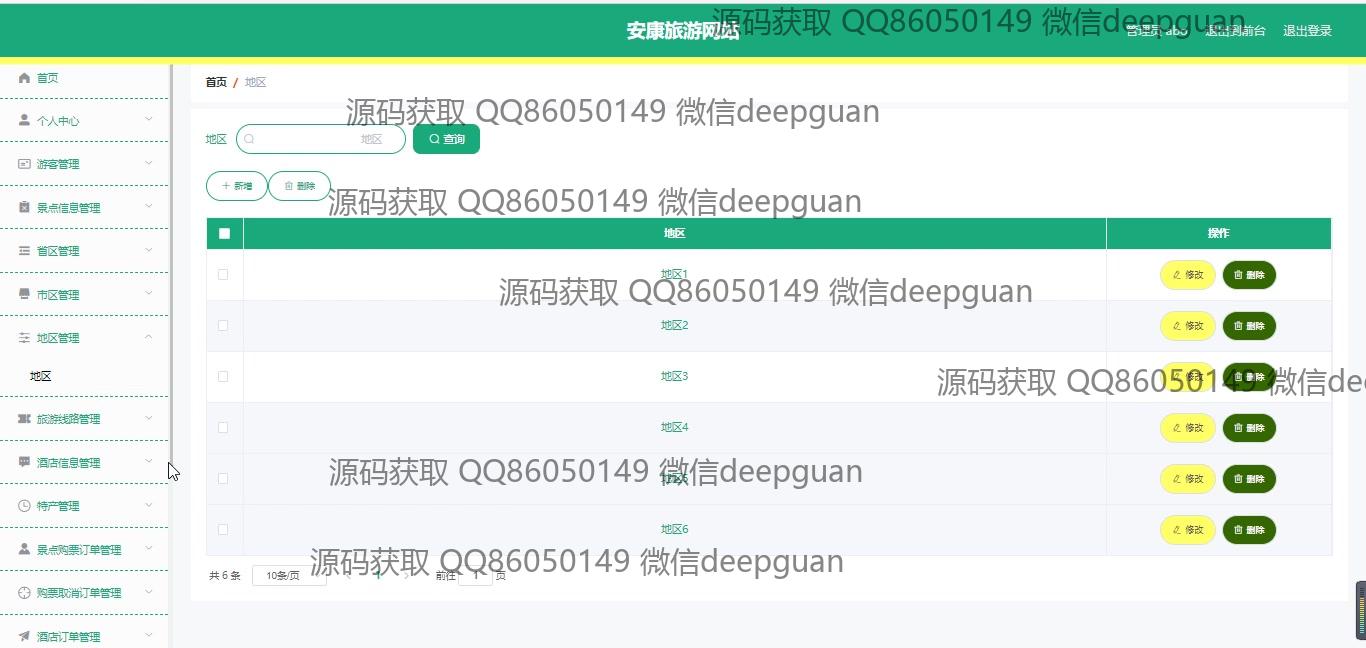 安康旅游网站
源码获取 QQ86050149 微信deepguan
管理员 abo 退出到前台 退出登录
首页
个人中心
游客管理
景点信息管理
省区管理
市区管理
地区管理
地区
旅游线路管理
酒店信息管理
特产管理
景点购票订单管理
购票取消订单管理
酒店订单管理
首页 / 地区
源码获取 QQ86050149 微信deepguan
地区 地区 查询
新增 删除
源码获取 QQ86050149 微信deepguan
地区 操作
地区1 修改 删除
源码获取 QQ86050149 微信deepguan
地区2 修改 删除
地区3 修改 删除
源码获取 QQ86050149 微信de
地区4 修改 删除
源码获取 QQ86050149 微信deepguan
地区5 修改 删除
地区6 修改 删除
源码获取 QQ86050149 微信deepguan
共 6 条 10条/页 1 前往 1 页